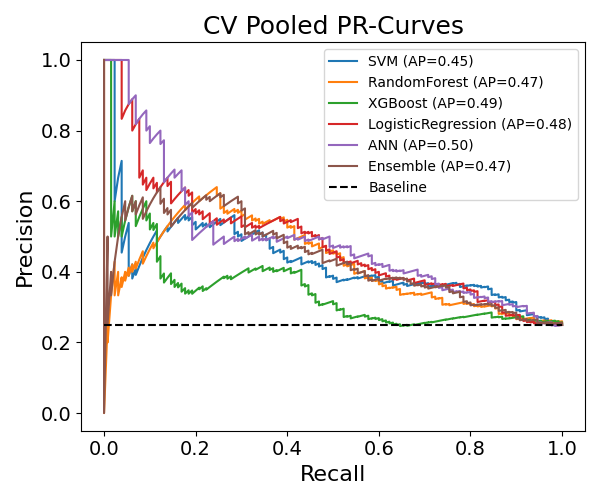 CV Pooled PR-Curves
SVM (AP=0.45)
RandomForest (AP=0.47)
XGBoost (AP=0.49)
LogisticRegression (AP=0.48)
ANN (AP=0.50)
Ensemble (AP=0.47)
Baseline
Precision
1.0
0.8
0.6
0.4
0.2
0.0
0.0 0.2 0.4 0.6 0.8 1.0
Recall